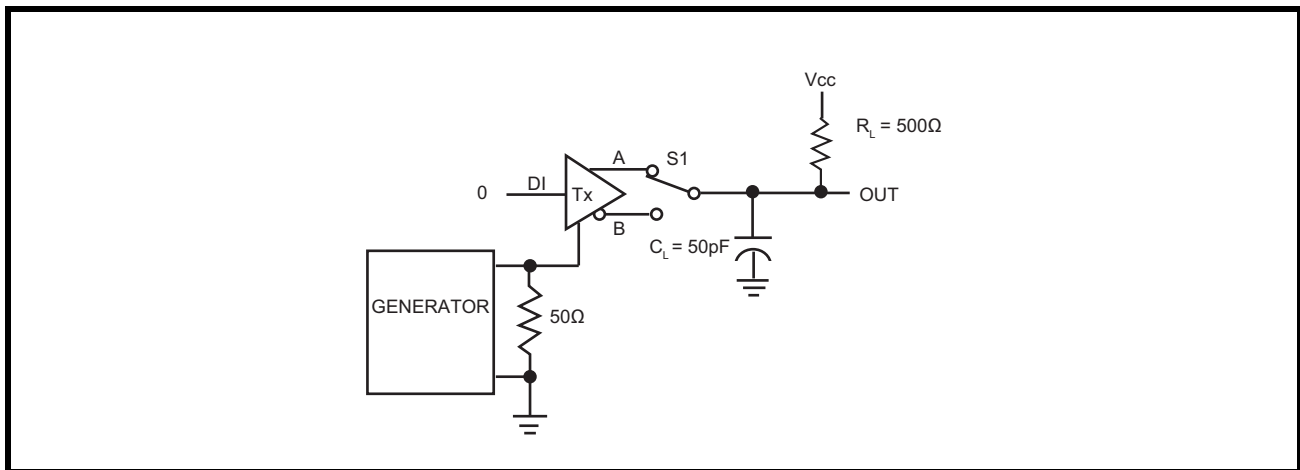 Vcc
R_L = 500Ω
A
S1
0
DI
Tx
OUT
B
C_L = 50pF
GENERATOR
50Ω